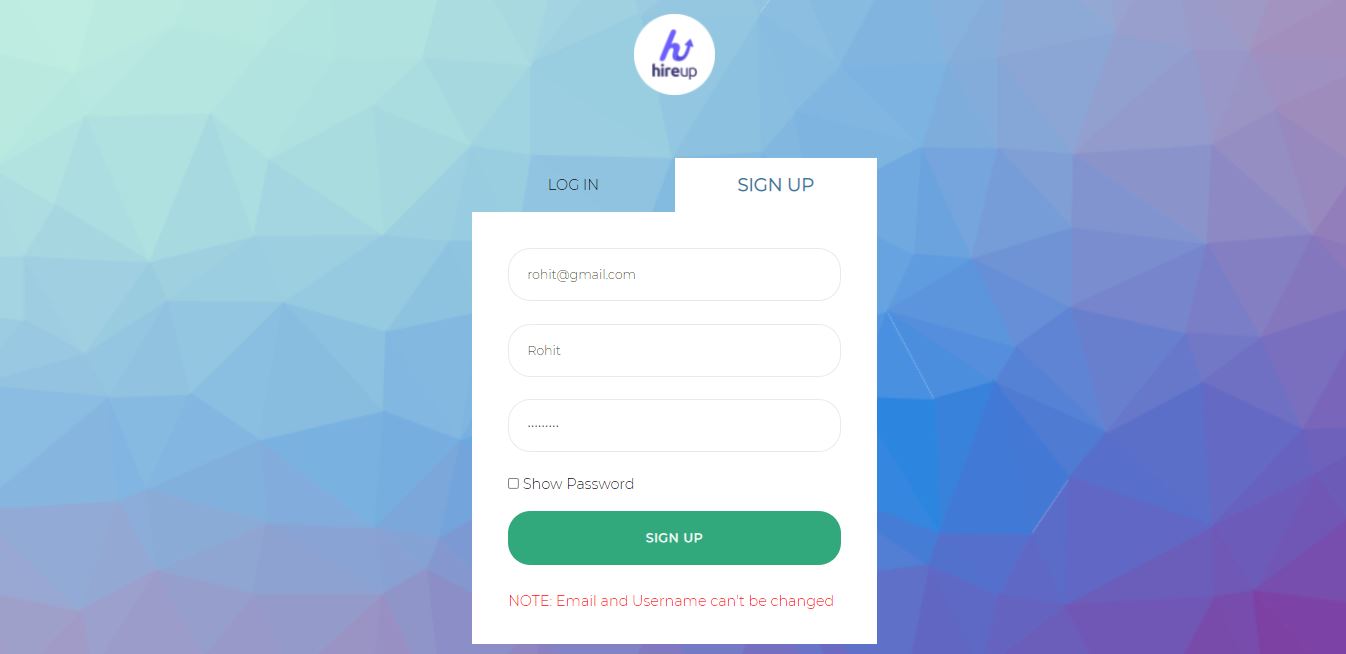 hireup
LOG IN
SIGN UP
rohit@gmail.com
Rohit
·········
Show Password
SIGN UP
NOTE: Email and Username can't be changed